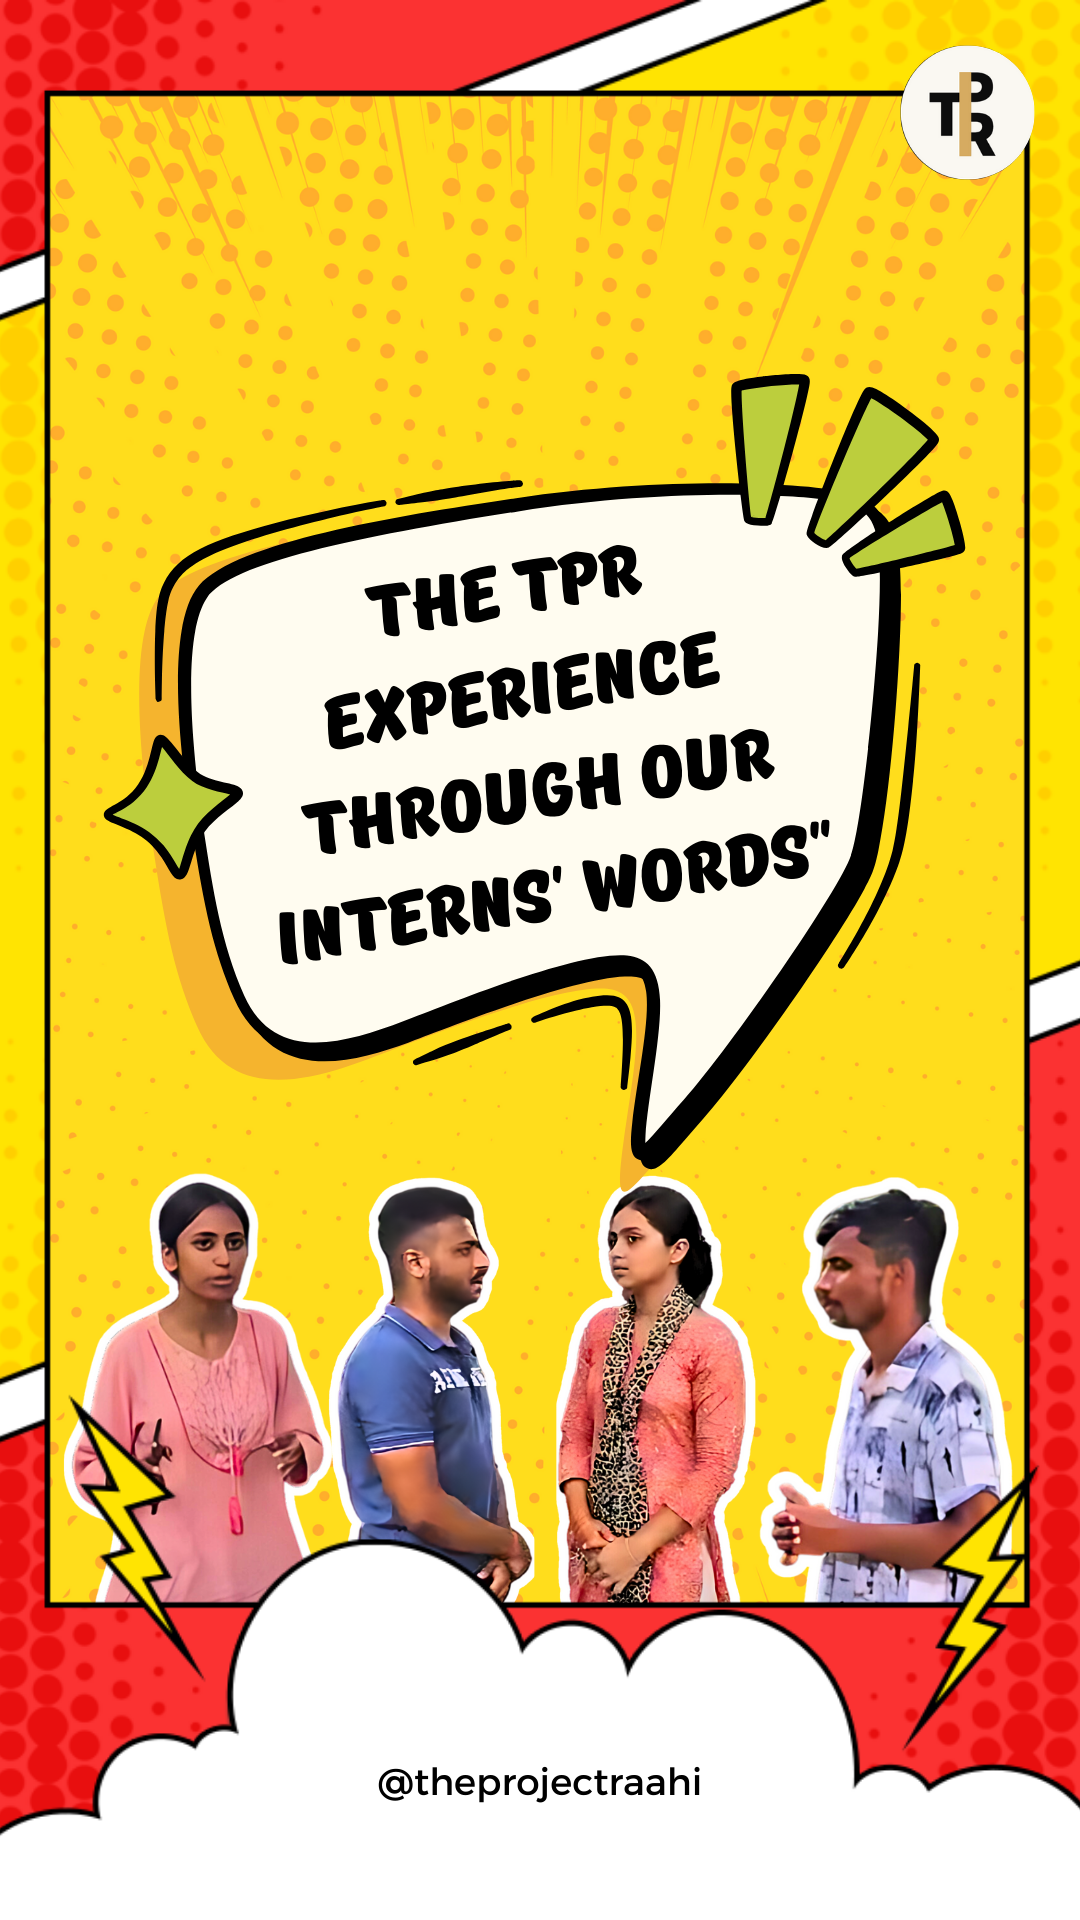 TPR
THE TPR
EXPERIENCE
THROUGH OUR
INTERNS' WORDS"
@theprojectraahi